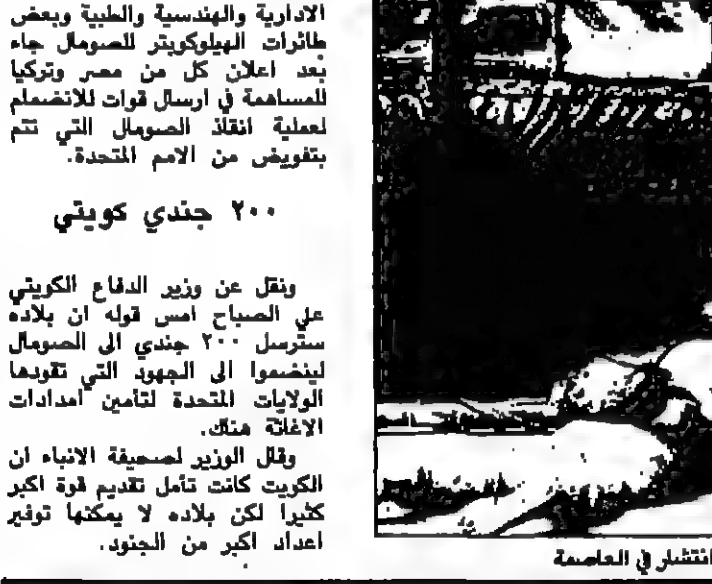 الادارية والهندسية والطبية وبعض
طائرات الهيلوكوبتر للصومال جاء
بعد اعلان كل من مصر وتركيا
للمساهمة في ارسال قوات للانضمام
لعملية انقاذ الصومال التي تتم
بتفويض من الامم المتحدة.
٢٠٠ جندي كويتي
ونقل عن وزير الدفاع الكويتي
علي الصباح امس قوله ان بلاده
سترسل ٢٠٠ جندي الى الصومال
لينضموا الى الجهود التي تقودها
الولايات المتحدة لتأمين امدادات
الاغاثة هناك.
وقال الوزير لصحيفة الانباء ان
الكويت كانت تأمل تقديم قوة اكبر
كثيرا لكن بلاده لا يمكنها توفير
اعداد اكبر من الجنود.
انتشار في العاصمة